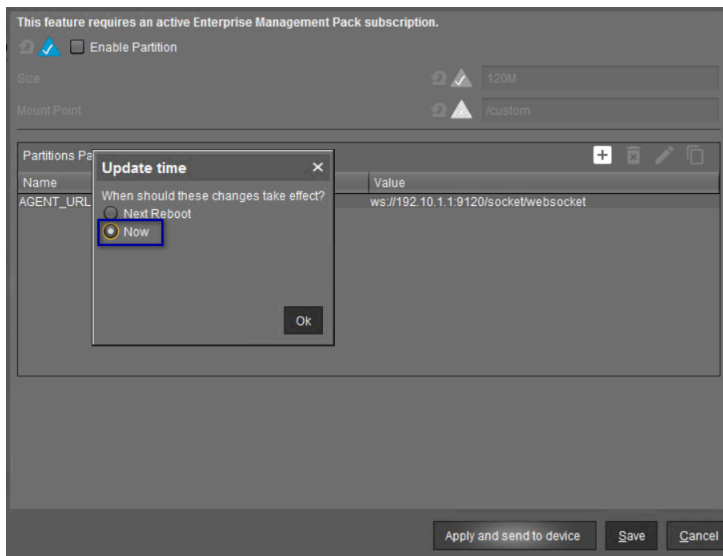 This feature requires an active Enterprise Management Pack subscription.
Enable Partition
Size
120M
Mount Point
/custom
Partitions Pa
Name
Value
AGENT_URL
ws://192.10.1.1:9120/socket/websocket
Update time
When should these changes take effect?
Next Reboot
Now
Ok
Apply and send to device
Save
Cancel